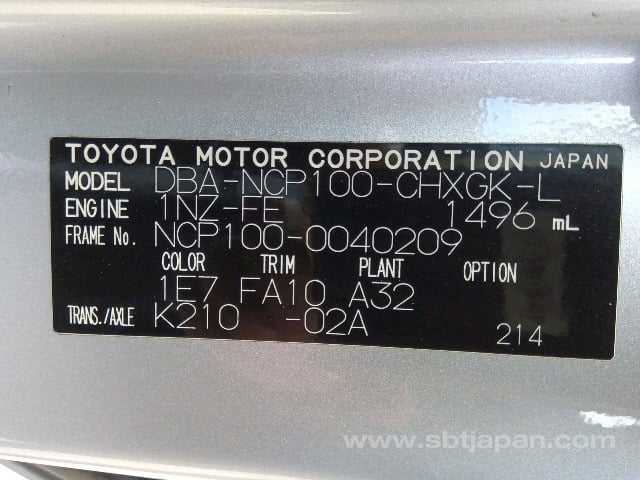 TOYOTA MOTOR CORPORATION JAPAN
MODEL DBA-NCP100-CHXGK-L
ENGINE 1NZ-FE 1496 mL
FRAME No. NCP100-0040209
COLOR TRIM PLANT OPTION
1E7 FA10 A32
TRANS./AXLE K210 -02A 214
www.sbtjapan.com